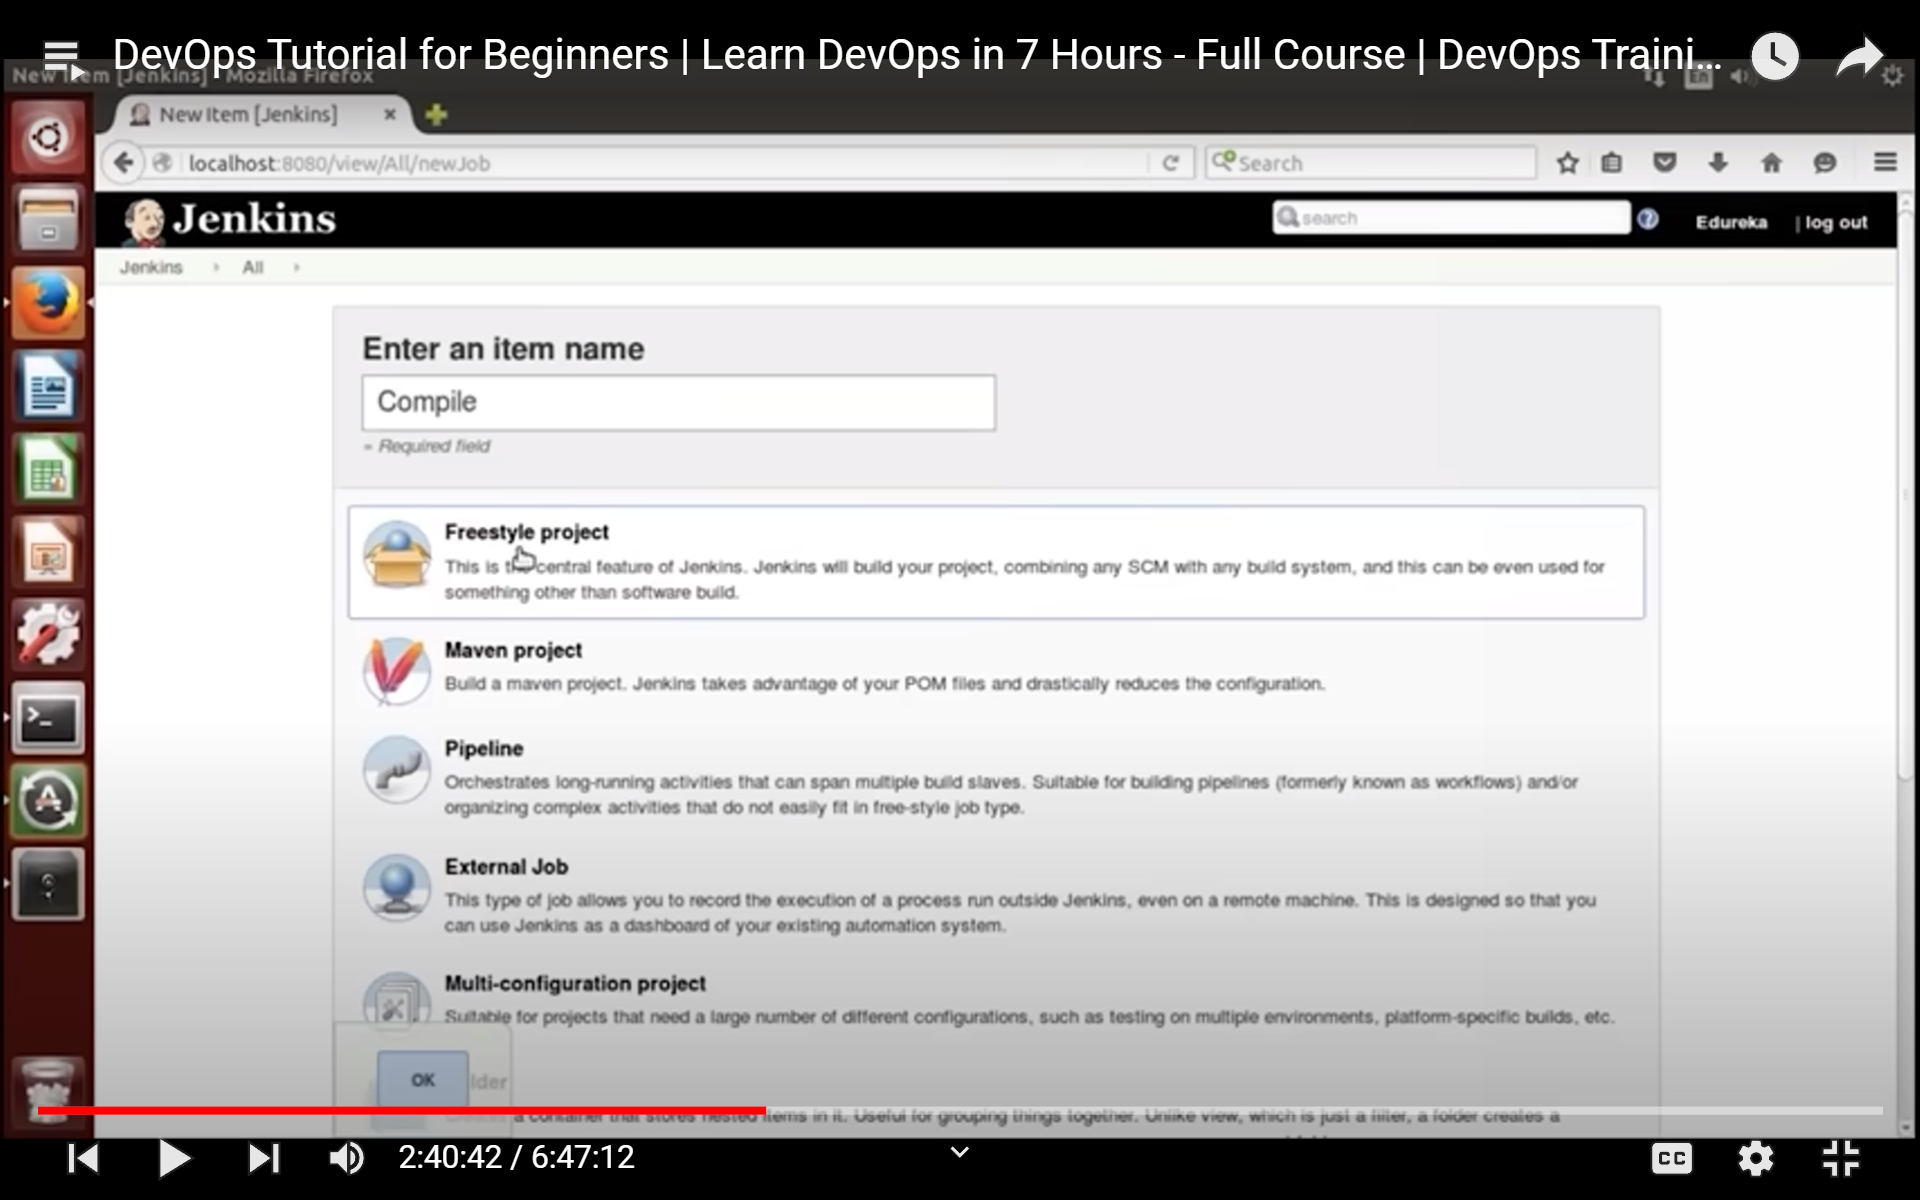 DevOps Tutorial for Beginners | Learn DevOps in 7 Hours - Full Course | DevOps Traini...
New Item [Jenkins] - Mozilla Firefox
En
New Item [Jenkins]
localhost:8080/view/All/newJob
Search
Jenkins
search
Edureka
| log out
Jenkins
All
Enter an item name
Compile
» Required field
Freestyle project
This is the central feature of Jenkins. Jenkins will build your project, combining any SCM with any build system, and this can be even used for
something other than software build.
Maven project
Build a maven project. Jenkins takes advantage of your POM files and drastically reduces the configuration.
Pipeline
Orchestrates long-running activities that can span multiple build slaves. Suitable for building pipelines (formerly known as workflows) and/or
organizing complex activities that do not easily fit in free-style job type.
External Job
This type of job allows you to record the execution of a process run outside Jenkins, even on a remote machine. This is designed so that you
can use Jenkins as a dashboard of your existing automation system.
Multi-configuration project
Suitable for projects that need a large number of different configurations, such as testing on multiple environments, platform-specific builds, etc.
OK
lder
a container that stores nested items in it. Useful for grouping things together. Unlike view, which is just a filter, a folder creates a
2:40:42 / 6:47:12
CC